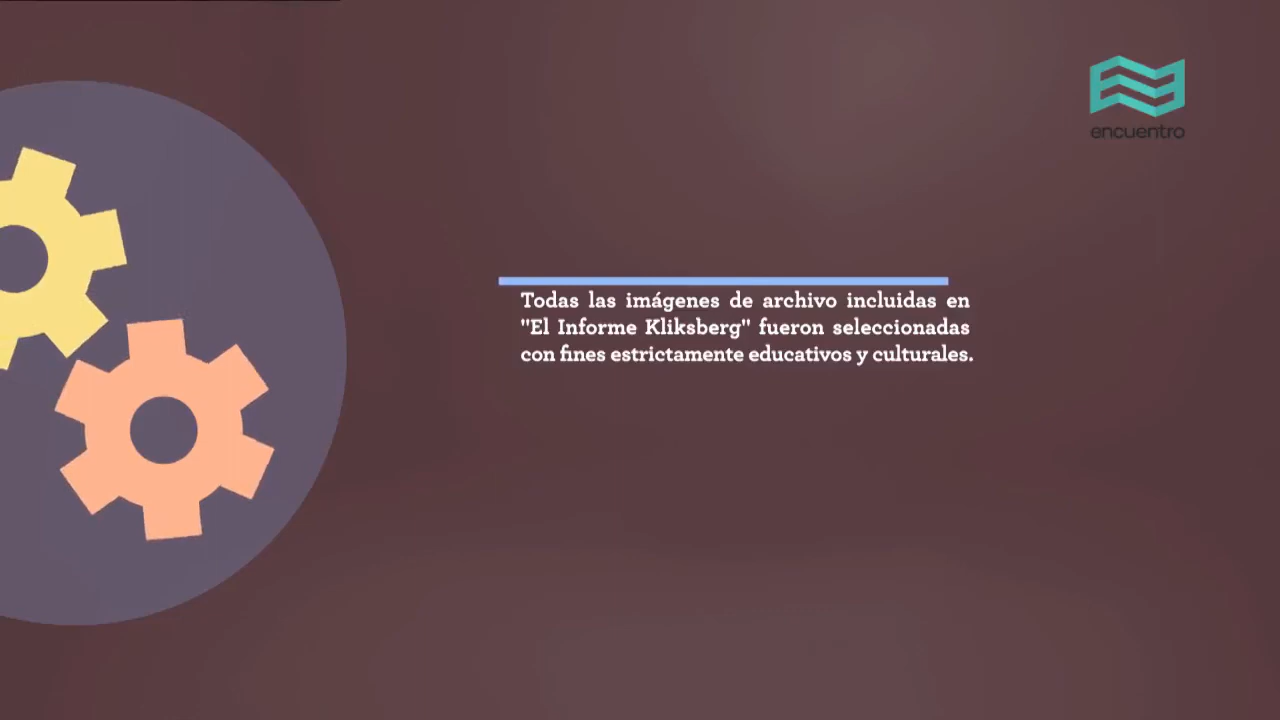 encuentro
Todas las imágenes de archivo incluidas en
"El Informe Kliksberg" fueron seleccionadas
con fines estrictamente educativos y culturales.